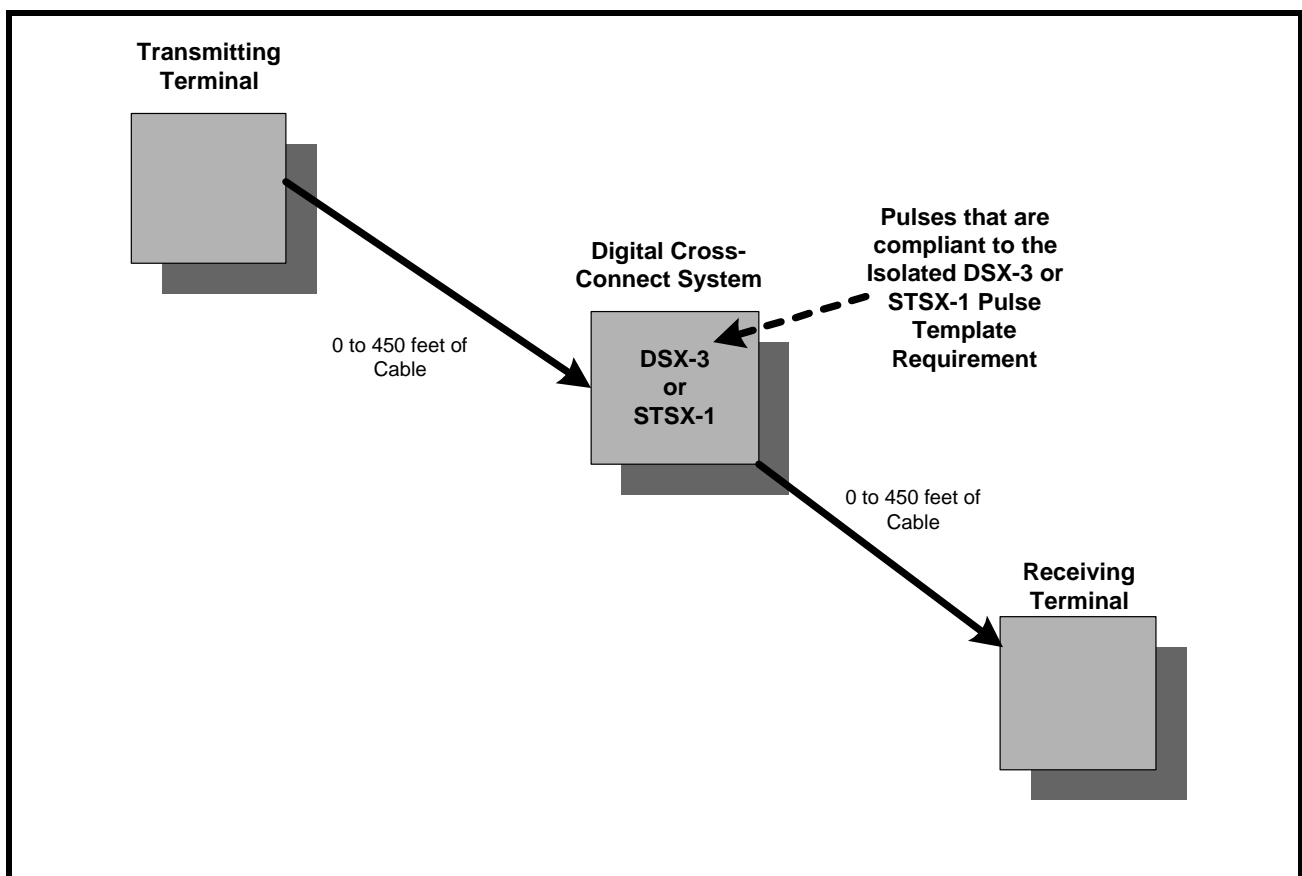 Transmitting
Terminal
Digital Cross-
Connect System
Pulses that are
compliant to the
Isolated DSX-3 or
STSX-1 Pulse
Template
Requirement
0 to 450 feet of
Cable
DSX-3
or
STSX-1
0 to 450 feet of
Cable
Receiving
Terminal